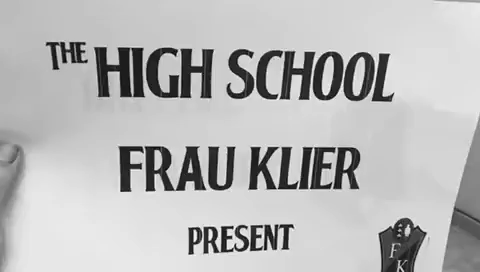 THE HIGH SCHOOL
FRAU KLIER
PRESENT
F
K